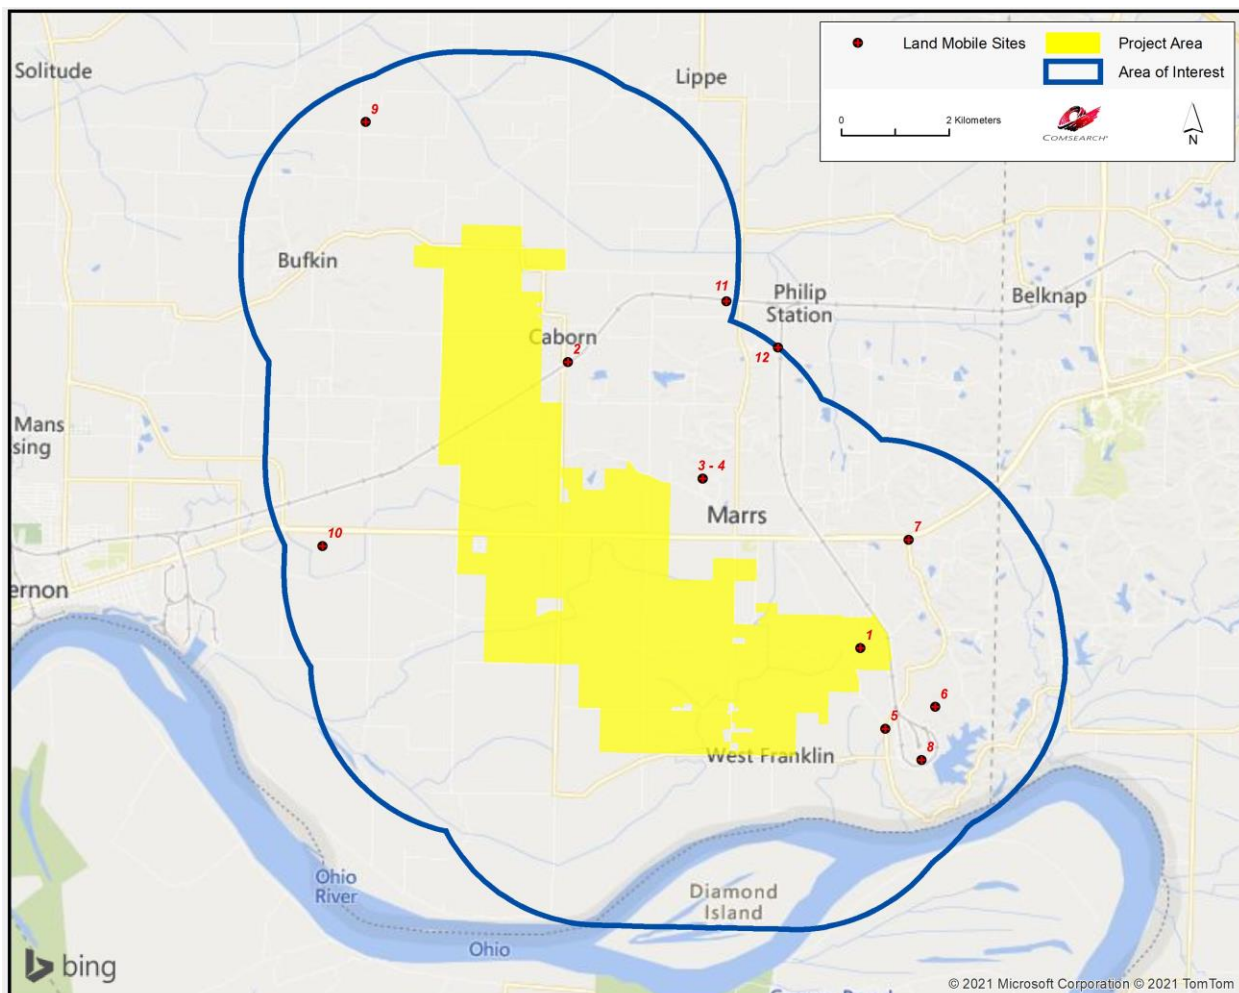 Land Mobile Sites
Project Area
Area of Interest
0
2 Kilometers
COMSEARCH
N
Solitude
Lippe
9
Bufkin
11
Philip
Station
Belknap
Caborn
2
12
Mans
sing
3 - 4
Marrs
7
10
ernon
1
6
5
West Franklin
8
Ohio
River
Diamond
Island
Ohio
bing
© 2021 Microsoft Corporation © 2021 TomTom